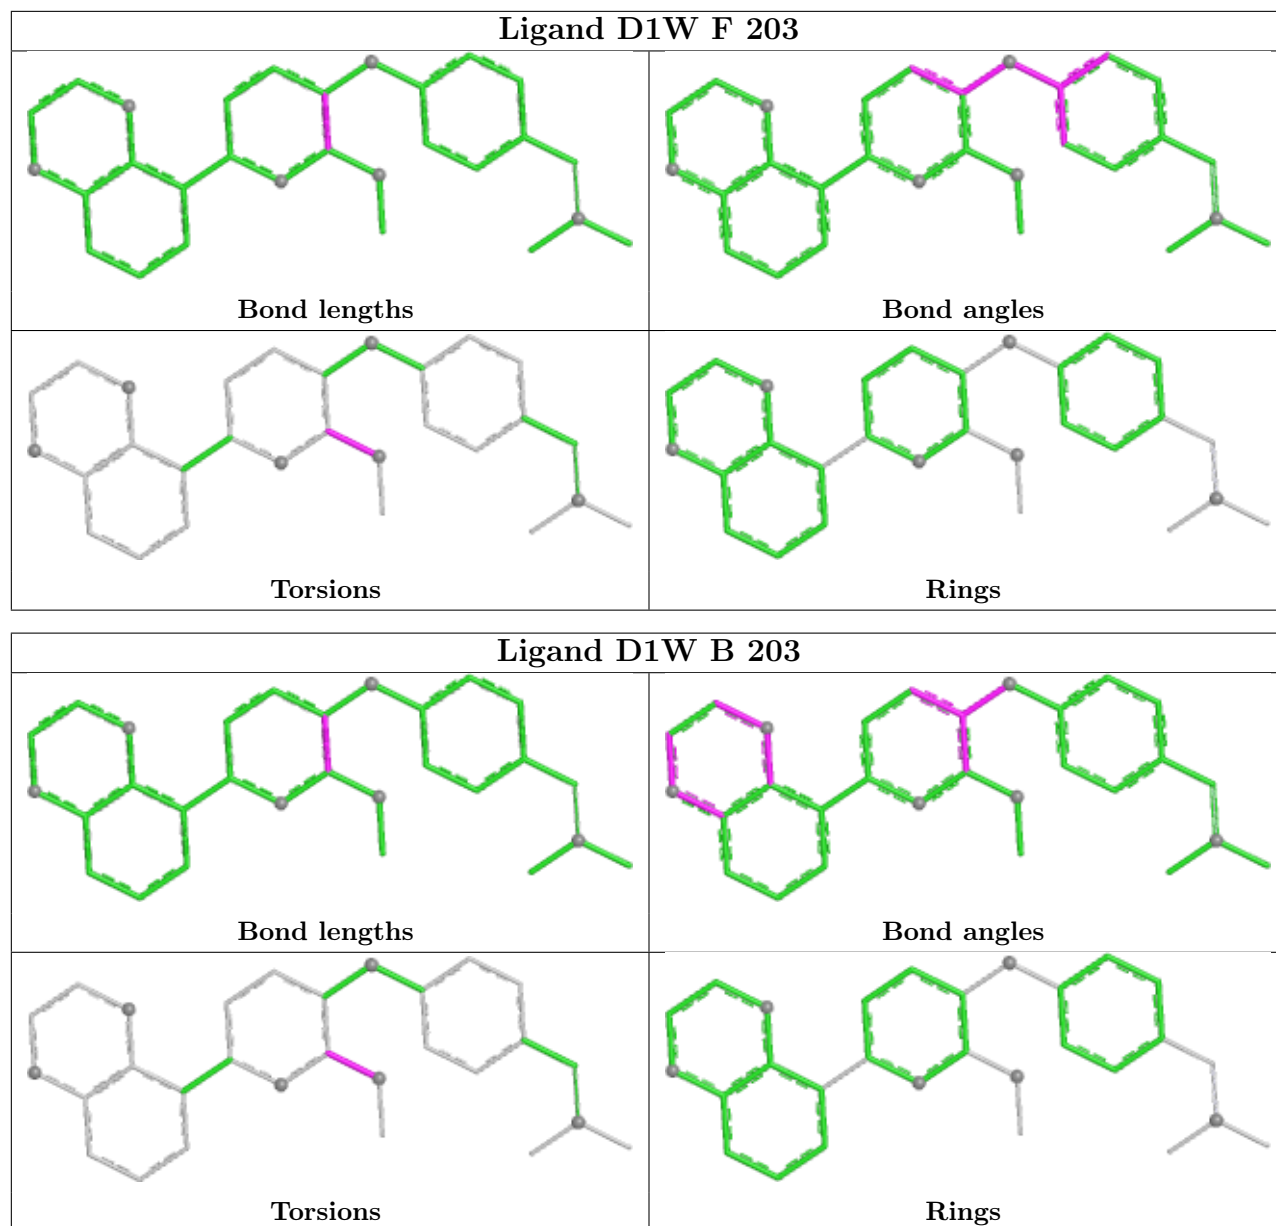 Ligand D1W F 203
Bond lengths
Bond angles
Torsions
Rings
Ligand D1W B 203
Bond lengths
Bond angles
Torsions
Rings